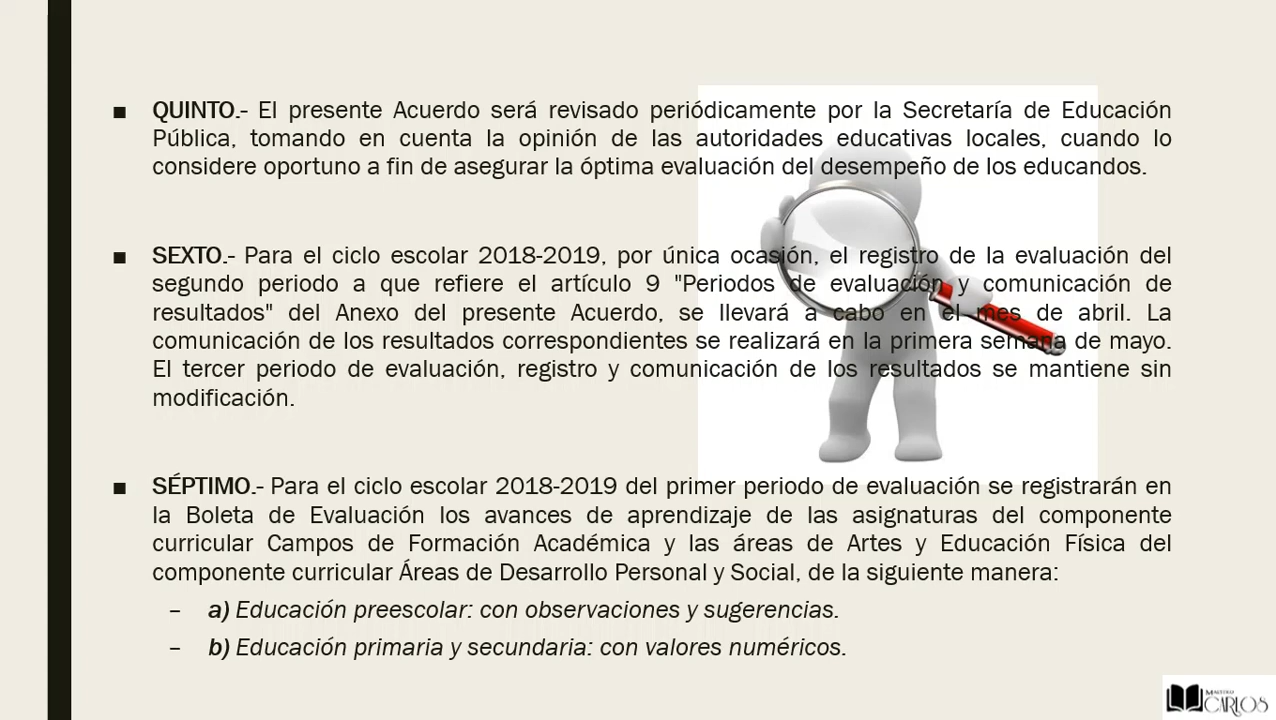 ■ QUINTO.- El presente Acuerdo será revisado periódicamente por la Secretaría de Educación
Pública, tomando en cuenta la opinión de las autoridades educativas locales, cuando lo
considere oportuno a fin de asegurar la óptima evaluación del desempeño de los educandos.
■ SEXTO.- Para el ciclo escolar 2018-2019, por única ocasión, el registro de la evaluación del
segundo periodo a que refiere el artículo 9 "Periodos de evaluación y comunicación de
resultados" del Anexo del presente Acuerdo, se llevará a cabo en el mes de abril. La
comunicación de los resultados correspondientes se realizará en la primera semana de mayo.
El tercer periodo de evaluación, registro y comunicación de los resultados se mantiene sin
modificación.
■ SÉPTIMO.- Para el ciclo escolar 2018-2019 del primer periodo de evaluación se registrarán en
la Boleta de Evaluación los avances de aprendizaje de las asignaturas del componente
curricular Campos de Formación Académica y las áreas de Artes y Educación Física del
componente curricular Áreas de Desarrollo Personal y Social, de la siguiente manera:
– a) Educación preescolar: con observaciones y sugerencias.
– b) Educación primaria y secundaria: con valores numéricos.
MAESTRO
CARLOS